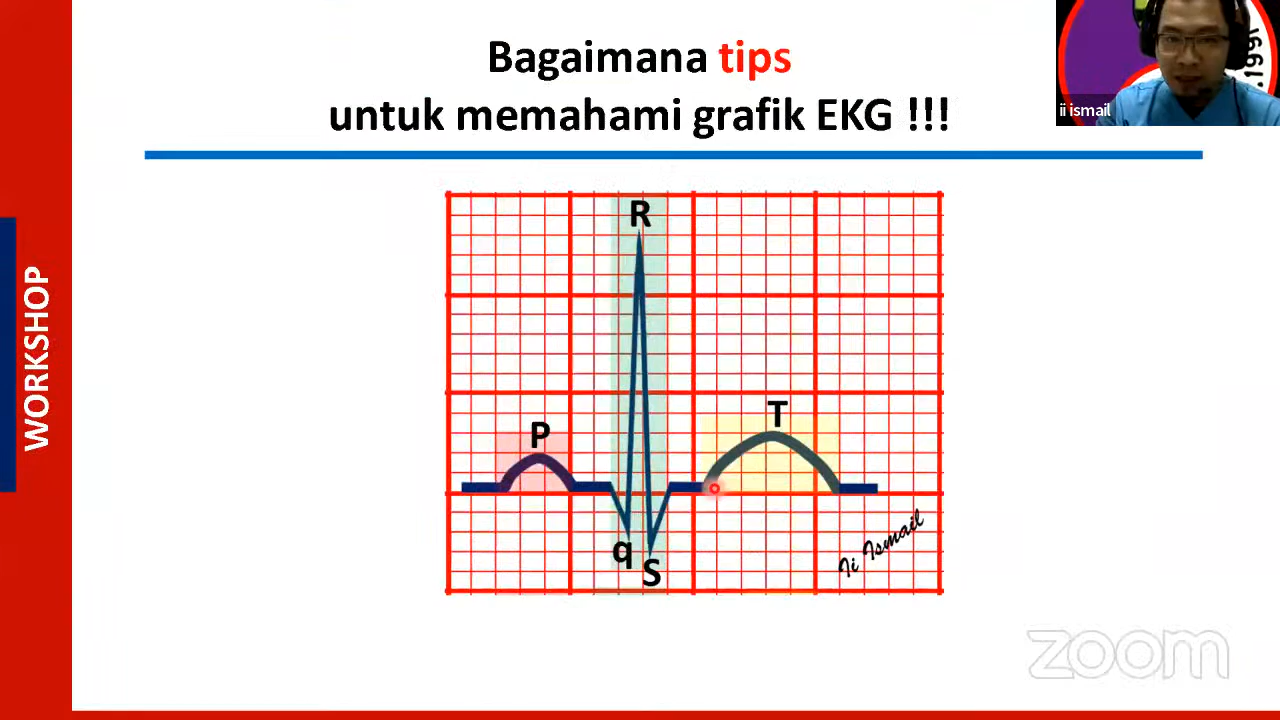 Bagaimana tips
untuk memahami grafik EKG !!!
ii ismail
WORKSHOP
R
P
T
q
S
Ii Ismail
zoom